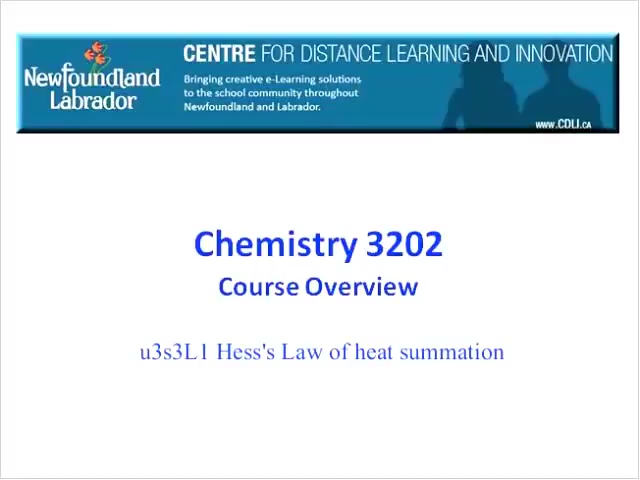 Newfoundland
Labrador
CENTRE FOR DISTANCE LEARNING AND INNOVATION
Bringing creative e-Learning solutions
to the school community throughout
Newfoundland and Labrador.
www.CDLI.ca
Chemistry 3202
Course Overview
u3s3L1 Hess's Law of heat summation